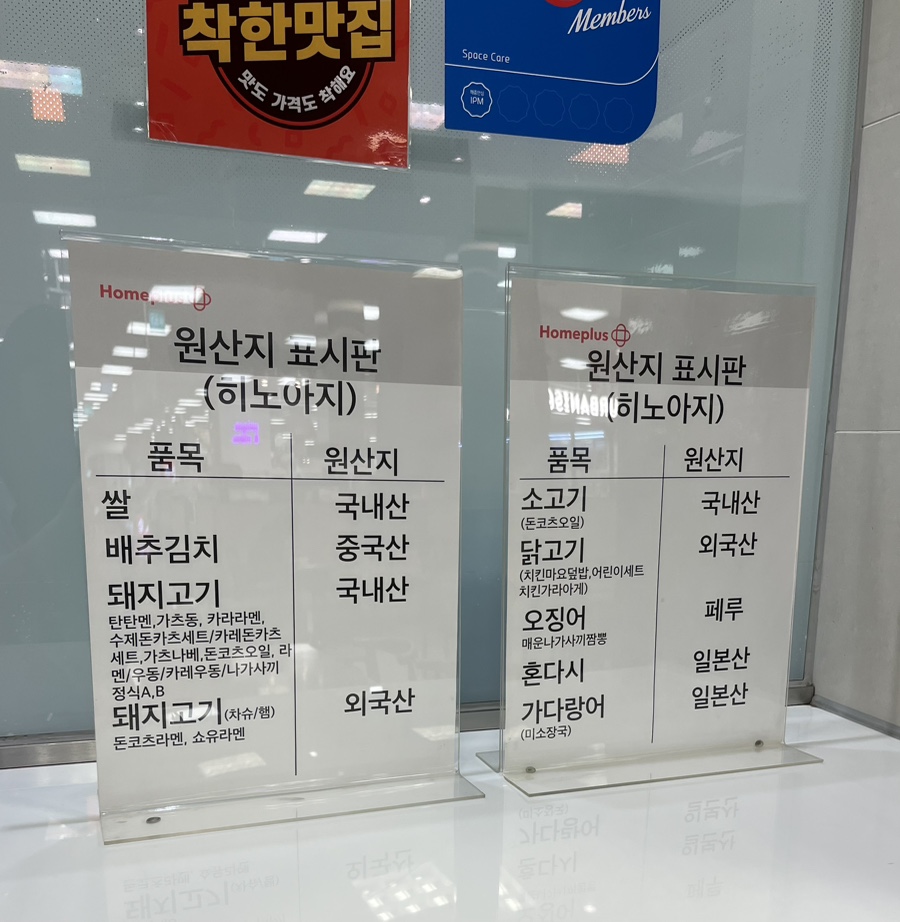 착한맛집
맛도 가격도 착해요
Members
Space Care
IPM
Homeplus
원산지 표시판
(히노아지)
품목 원산지
쌀 국내산
배추김치 중국산
돼지고기 국내산
탄탄멘,가츠동, 카라라멘,
수제돈카츠세트/카레돈카츠
세트,가츠나베,돈코츠오일, 라
멘/우동/카레우동/나가사끼
정식A,B
돼지고기(차슈/햄) 외국산
돈코츠라멘, 쇼유라멘
Homeplus
원산지 표시판
(히노아지)
품목 원산지
소고기 국내산
(돈코츠오일)
닭고기 외국산
(치킨마요덮밥,어린이세트
치킨가라아게)
오징어 페루
매운나가사끼짬뽕
혼다시 일본산
가다랑어 일본산
(미소장국)